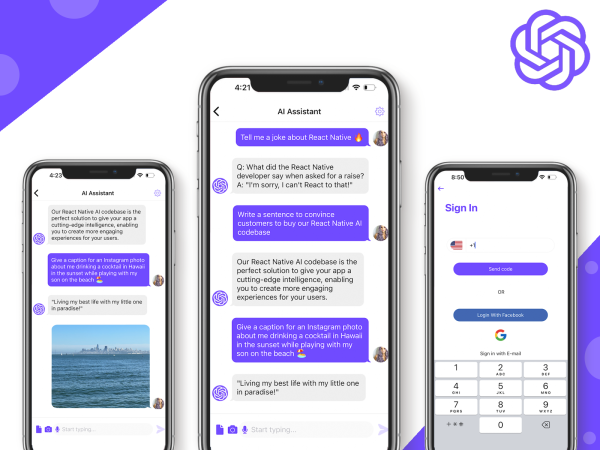 4:23
AI Assistant
Our React Native AI codebase is the
perfect solution to give your app a
cutting-edge intelligence, enabling
you to create more engaging
experiences for your users.
Give a caption for an Instagram photo
about me drinking a cocktail in Hawaii
in the sunset while playing with my
son on the beach 🏖️
"Living my best life with my little one
in paradise!"
Start typing...
4:21
AI Assistant
Tell me a joke about React Native 🔥
Q: What did the React Native
developer say when asked for a raise?
A: "I'm sorry, I can't React to that!"
Write a sentence to convince
customers to buy our React Native AI
codebase
Our React Native AI codebase is the
perfect solution to give your app a
cutting-edge intelligence, enabling
you to create more engaging
experiences for your users.
Give a caption for an Instagram photo
about me drinking a cocktail in Hawaii
in the sunset while playing with my
son on the beach 🏖️
"Living my best life with my little one
in paradise!"
Start typing...
8:50
Sign In
+1
Send code
OR
Login With Facebook
G
Sign in with E-mail
1 2 3
ABC DEF
4 5 6
GHI JKL MNO
7 8 9
PQRS TUV WXYZ
+ * # 0